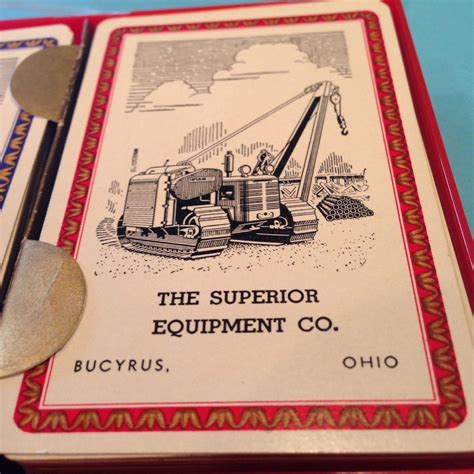 THE SUPERIOR
EQUIPMENT CO.
BUCYRUS, OHIO